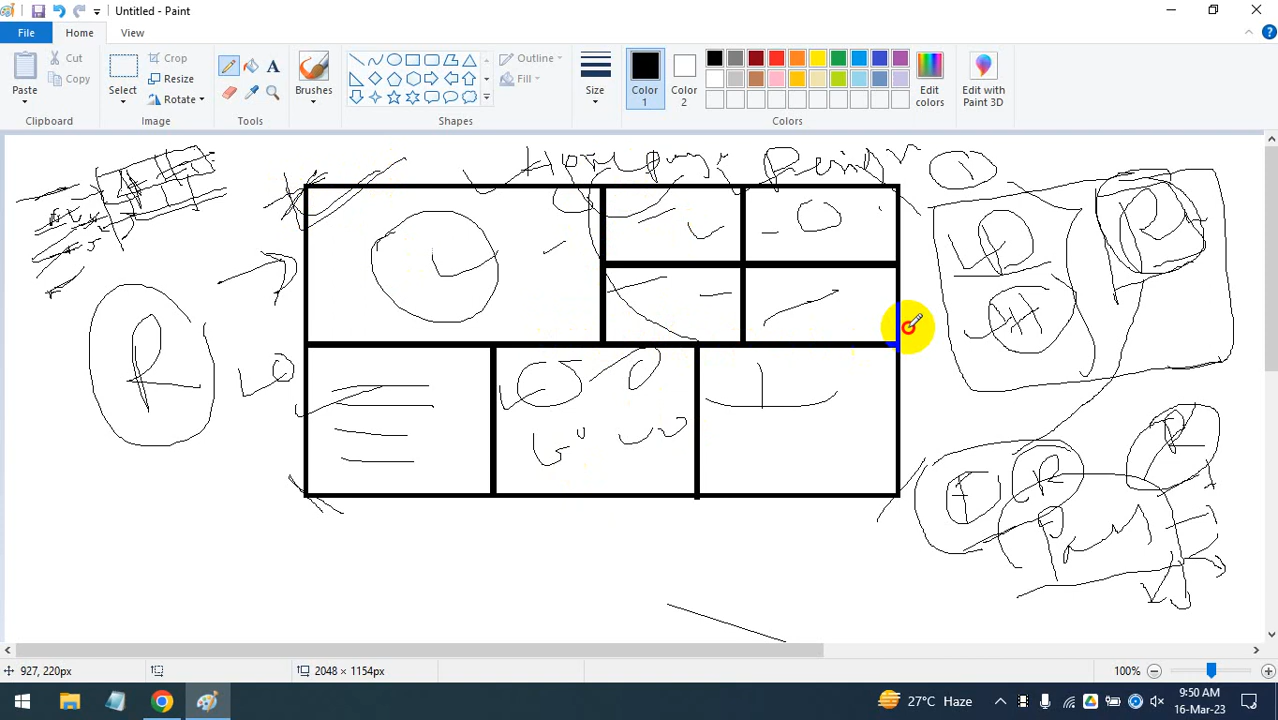 Untitled - Paint
File
Home
View
Paste
Cut
Copy
Clipboard
Select
Crop
Resize
Rotate
Image
Tools
Brushes
Shapes
Outline
Fill
Size
Color 1
Color 2
Colors
Edit colors
Edit with Paint 3D
R
R
H
R
T
R
R
927, 220px
2048 × 1154px
100%
27°C Haze
9:50 AM
16-Mar-23